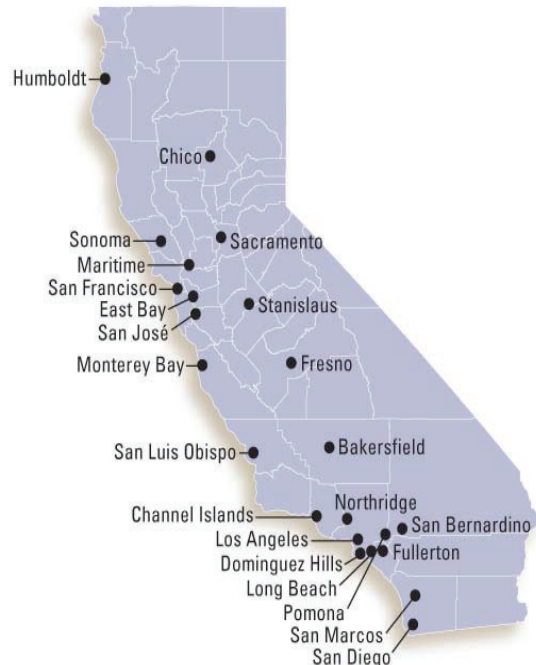 Humboldt
Chico
Sonoma
Sacramento
Maritime
San Francisco
East Bay
Stanislaus
San José
Monterey Bay
Fresno
San Luis Obispo
Bakersfield
Channel Islands
Northridge
San Bernardino
Los Angeles
Dominguez Hills
Fullerton
Long Beach
Pomona
San Marcos
San Diego